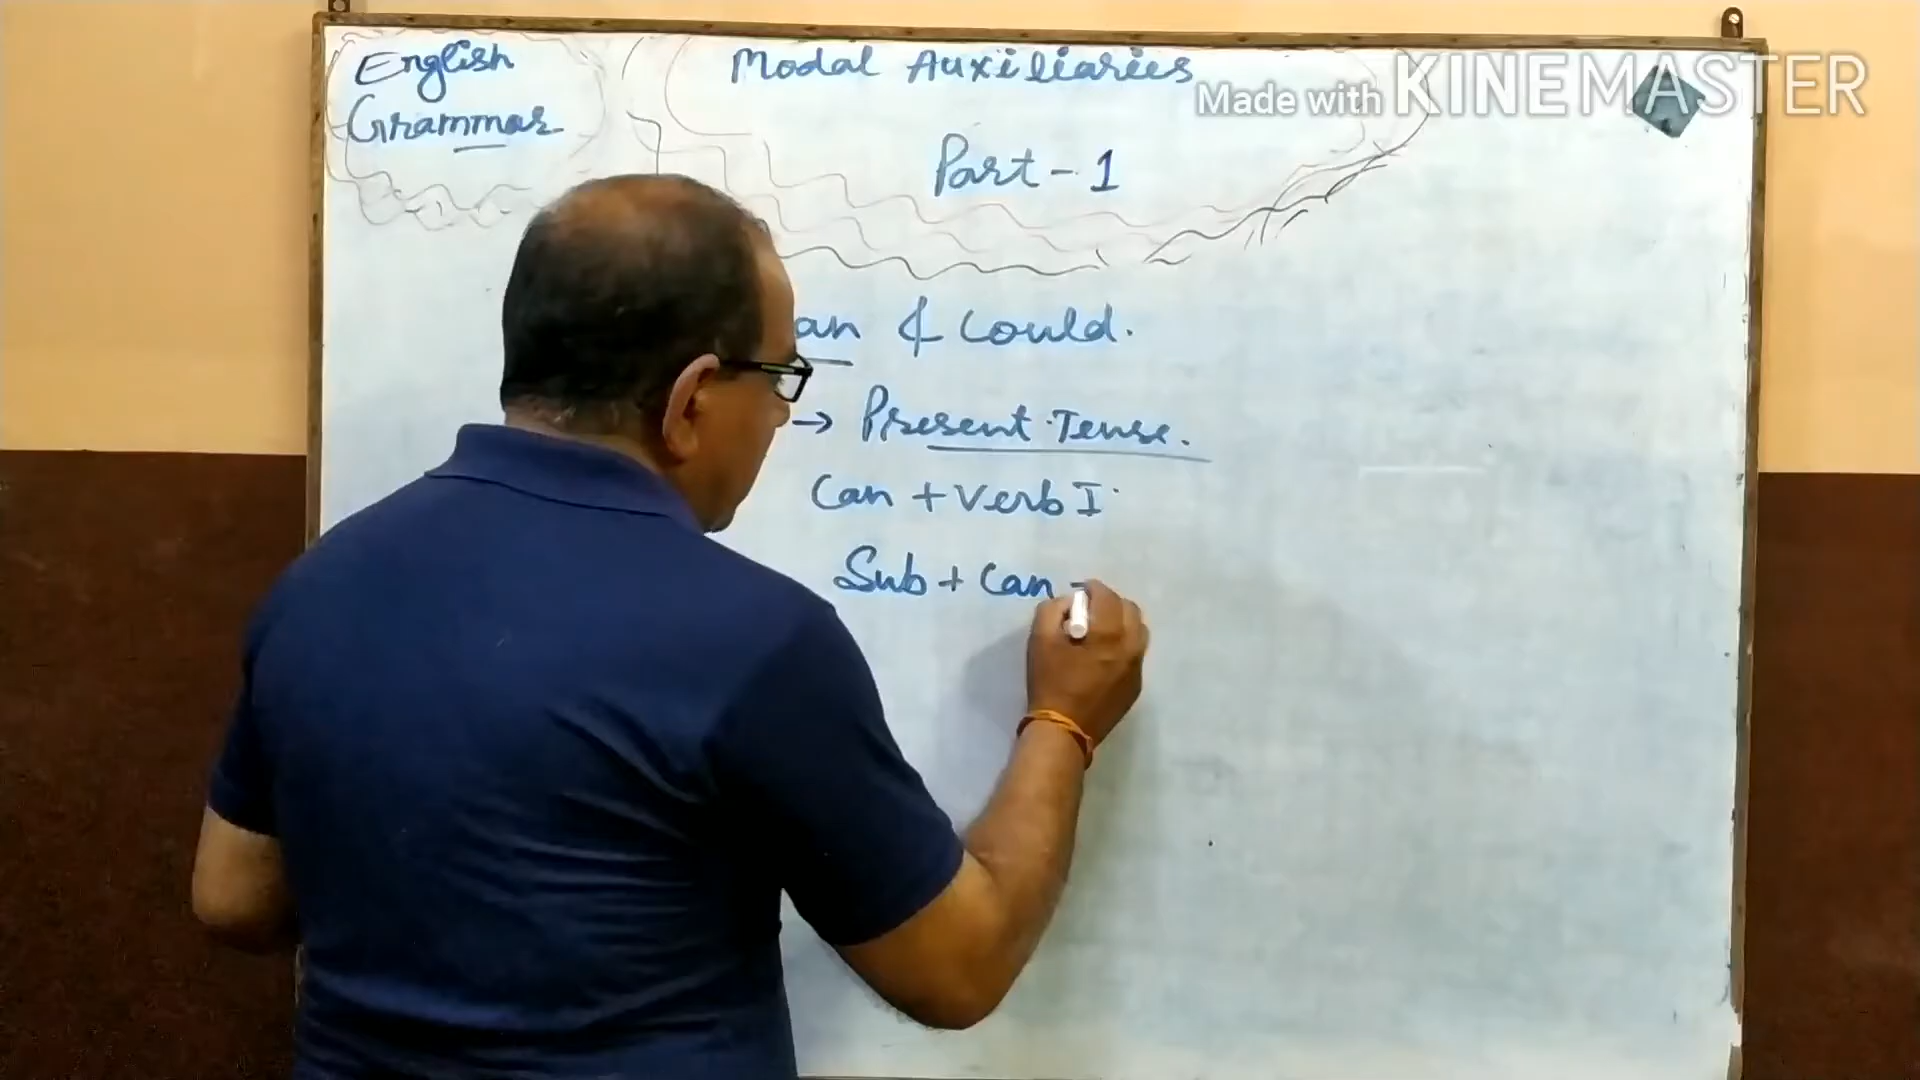 English
Grammar
Modal Auxiliaries
Made with KINEMASTER
Part - 1
an & Could.
→ Present Tense.
Can + Verb I.
Sub + Can